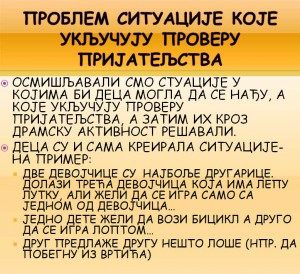 ПРОБЛЕМ СИТУАЦИЈЕ КОЈЕ
УКЉУЧУЈУ ПРОВЕРУ
ПРИЈАТЕЉСТВА
ОСМИШЉАВАЛИ СМО СТУАЦИЈЕ У
КОЈИМА БИ ДЕЦА МОГЛА ДА СЕ НАЂУ, А
КОЈЕ УКЉУЧУЈУ ПРОВЕРУ
ПРИЈАТЕЉСТВА, А ЗАТИМ ИХ КРОЗ
ДРАМСКУ АКТИВНОСТ РЕШАВАЛИ.
ДЕЦА СУ И САМА КРЕИРАЛА СИТУАЦИЈЕ-
НА ПРИМЕР:
ДВЕ ДЕВОЈЧИЦЕ СУ НАЈБОЉЕ ДРУГАРИЦЕ.
ДОЛАЗИ ТРЕЋА ДЕВОЈЧИЦА КОЈА ИМА ЛЕПУ
ЛУТКУ, АЛИ ЖЕЛИ ДА СЕ ИГРА САМО СА
ЈЕДНОМ ОД ДЕВОЈЧИЦА...
ЈЕДНО ДЕТЕ ЖЕЛИ ДА ВОЗИ БИЦИКЛ А ДРУГО
ДА СЕ ИГРА ЛОПТОМ...
ДРУГ ПРЕДЛАЖЕ ДРУГУ НЕШТО ЛОШЕ (НПР. ДА
ПОБЕГНУ ИЗ ВРТИЋА)